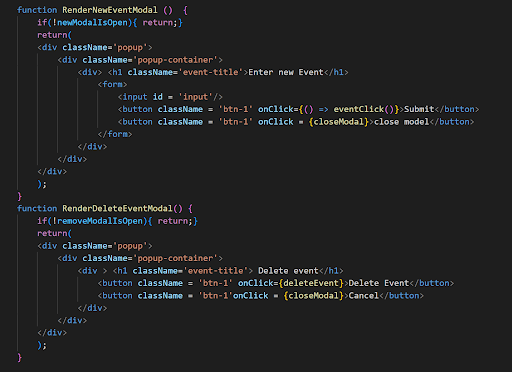 function RenderNewEventModal () {
if(!newModalIsOpen){ return;}
return(
<div className='popup'>
<div className='popup-container'>
<div> <h1 className='event-title'>Enter new Event</h1>
<form>
<input id = 'input'/>
<button className = 'btn-1' onClick={() => eventClick()}>Submit</button>
<button className = 'btn-1' onClick = {closeModal}>close model</button>
</form>
</div>
</div>
</div>
);
}
function RenderDeleteEventModal() {
if(!removeModalIsOpen){ return;}
return(
<div className='popup'>
<div className='popup-container'>
<div > <h1 className='event-title'> Delete event</h1>
<button className = 'btn-1' onClick={deleteEvent}>Delete Event</button>
<button className = 'btn-1'onClick = {closeModal}>Cancel</button>
</div>
</div>
</div>
);
}